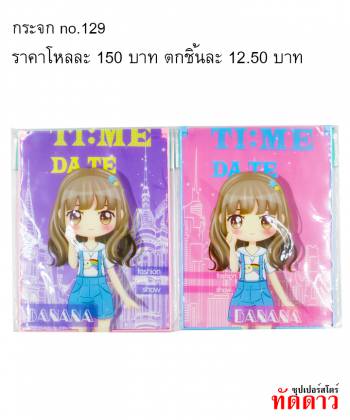 กระจก no.129
ราคาโหลละ 150 บาท ตกชิ้นละ 12.50 บาท
TI:ME
DA TE
fashion
show
BANANA
TI:ME
DA TE
fashion
show
BANANA
ซุปเปอร์สโตร์
ทัดดาว